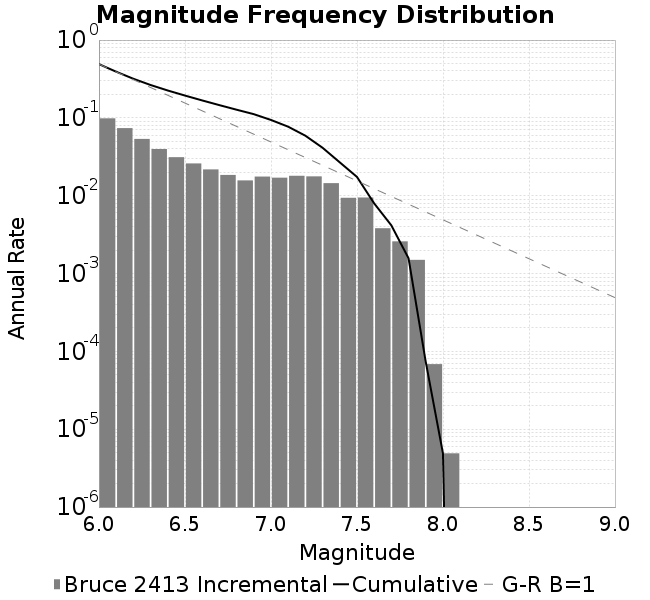 Magnitude Frequency Distribution
10^0
10^-1
10^-2
10^-3
10^-4
10^-5
10^-6
Annual Rate
6.0 6.5 7.0 7.5 8.0 8.5 9.0
Magnitude
Bruce 2413 Incremental Cumulative G-R B=1